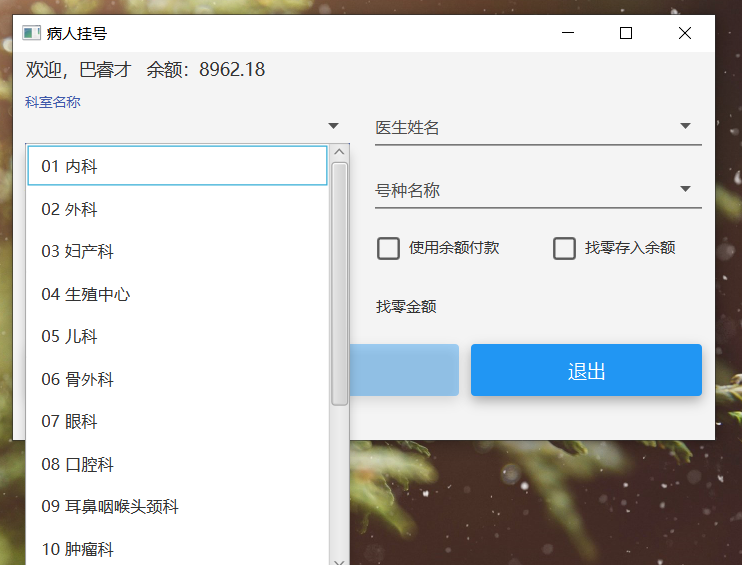 病人挂号
欢迎，巴睿才 余额：8962.18
科室名称
医生姓名
01 内科
02 外科
号种名称
03 妇产科
使用余额付款
找零存入余额
04 生殖中心
找零金额
05 儿科
06 骨外科
退出
07 眼科
08 口腔科
09 耳鼻咽喉头颈科
10 肿瘤科